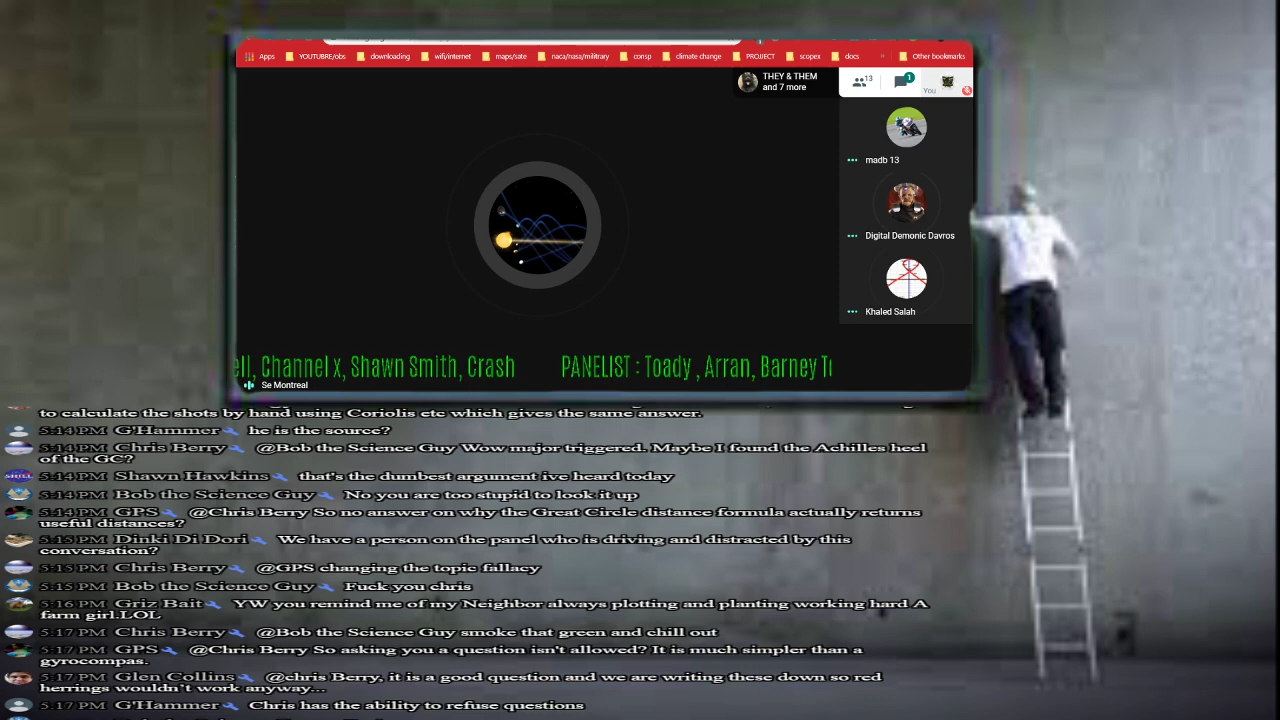 Apps YOUTUBRE/obs downloading wifi/internet maps/sate naca/nasa/militrary consp climate change PROJECT scopex docs Other bookmarks
THEY & THEM
and 7 more
13
1
You
madb 13
Digital Demonic Davros
Khaled Salah
ell, Channel x, Shawn Smith, Crash PANELIST : Toady , Arran, Barney
Se Montreal
to calculate the shots by hand using Coriolis etc which gives the same answer.
5:14 PM G'Hammer he is the source?
5:14 PM Chris Berry @Bob the Science Guy Wow major triggered. Maybe I found the Achilles heel
of the GC?
SHILL 5:14 PM Shawn Hawkins that's the dumbest argument ive heard today
5:14 PM Bob the Science Guy No you are too stupid to look it up
5:14 PM GPS @Chris Berry So no answer on why the Great Circle distance formula actually returns
useful distances?
5:15 PM Dinki Di Dori We have a person on the panel who is driving and distracted by this
conversation?
5:15 PM Chris Berry @GPS changing the topic fallacy
5:15 PM Bob the Science Guy Fuck you chris
5:16 PM Griz Bait YW you remind me of my Neighbor always plotting and planting working hard A
farm girl.LOL
5:17 PM Chris Berry @Bob the Science Guy smoke that green and chill out
5:17 PM GPS @Chris Berry So asking you a question isn't allowed? It is much simpler than a
gyrocompas.
5:17 PM Glen Collins @chris Berry, it is a good question and we are writing these down so red
herrings wouldn't work anyway...
5:17 PM G'Hammer Chris has the ability to refuse questions